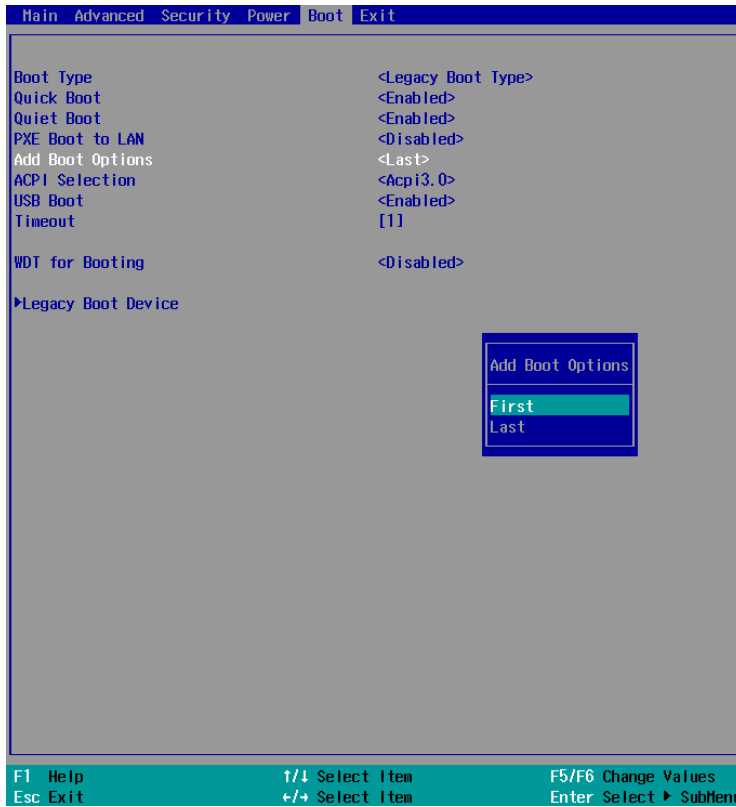 Main Advanced Security Power Boot Exit
Boot Type <Legacy Boot Type>
Quick Boot <Enabled>
Quiet Boot <Enabled>
PXE Boot to LAN <Disabled>
Add Boot Options <Last>
ACPI Selection <Acpi3.0>
USB Boot <Enabled>
Timeout [1]
WDT for Booting <Disabled>
▶Legacy Boot Device
Add Boot Options
First
Last
F1 Help ↑/↓ Select Item F5/F6 Change Values
Esc Exit ←/→ Select Item Enter Select ▶ SubMenu